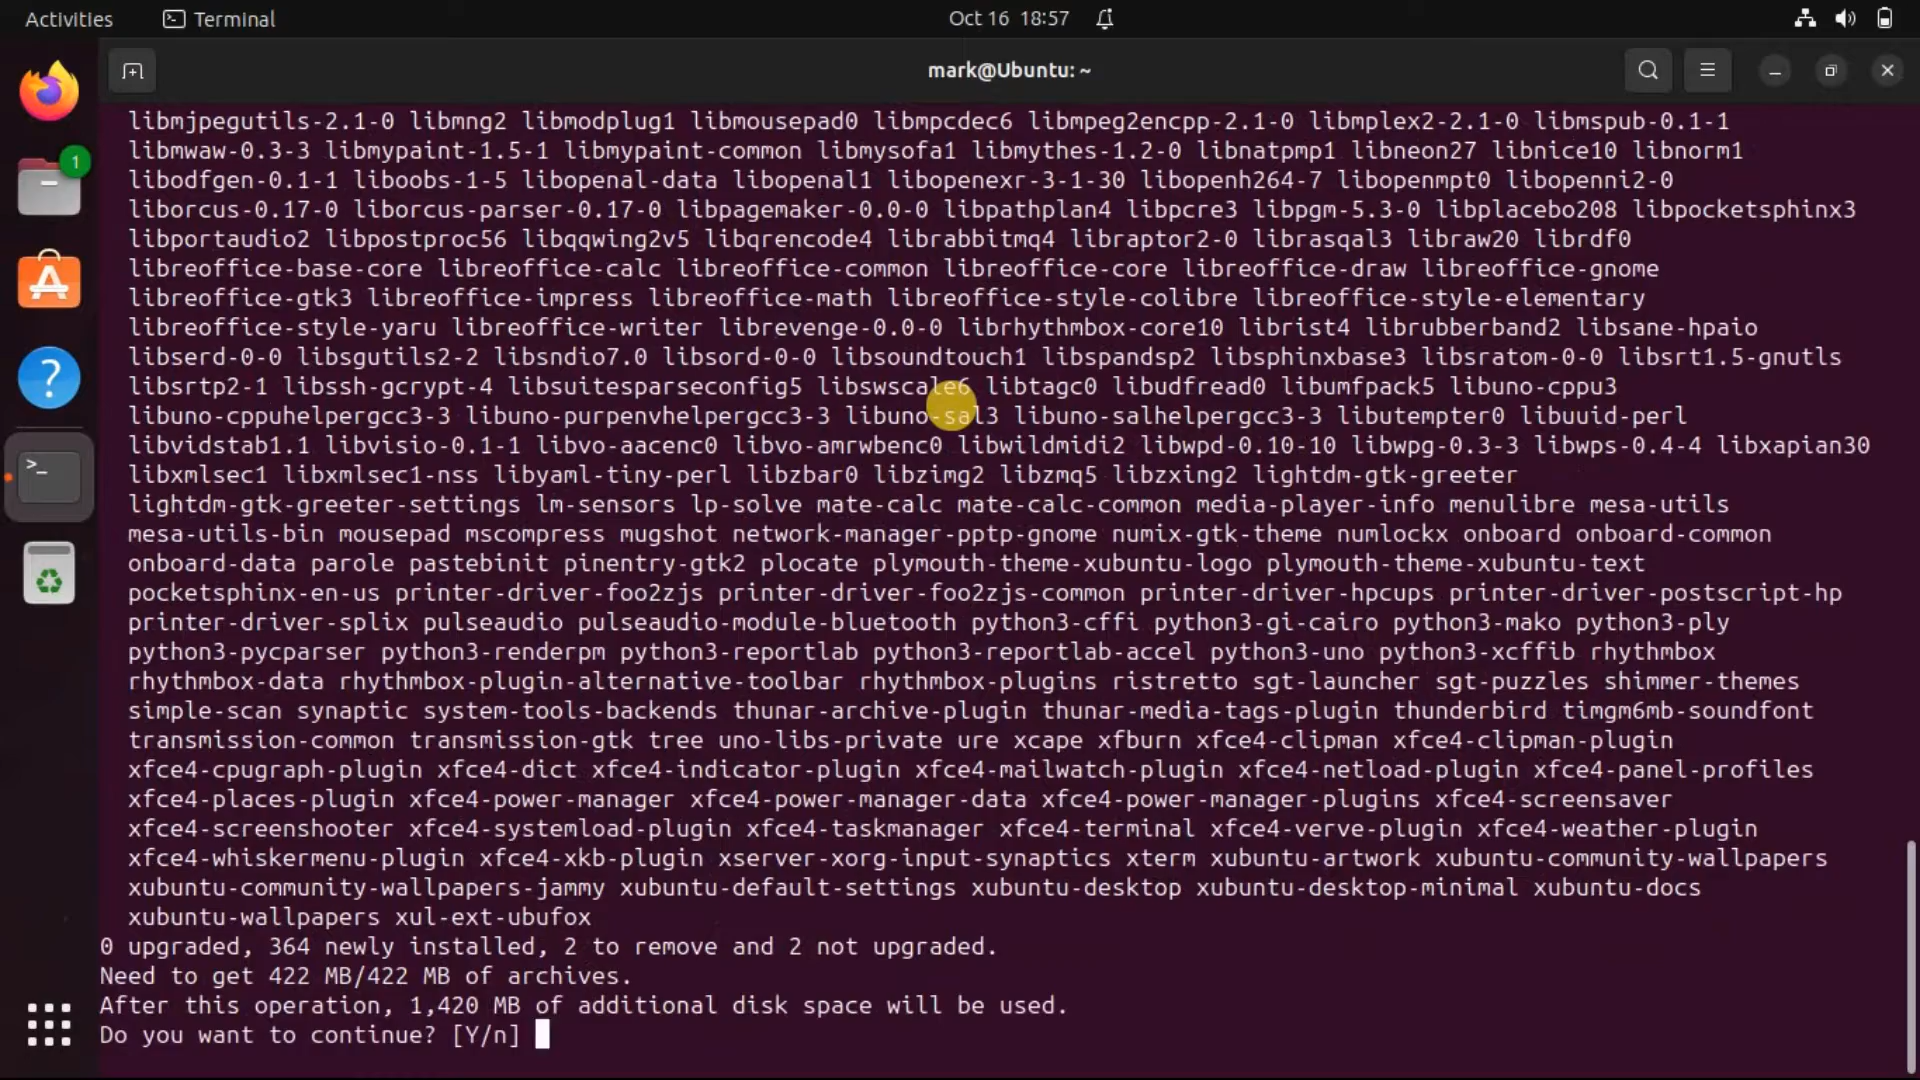 Activities Terminal Oct 16 18:57
mark@Ubuntu: ~
1
libmjpegutils-2.1-0 libmng2 libmodplug1 libmousepad0 libmpcdec6 libmpeg2encpp-2.1-0 libmplex2-2.1-0 libmspub-0.1-1
libmwaw-0.3-3 libmypaint-1.5-1 libmypaint-common libmysofa1 libmythes-1.2-0 libnatpmp1 libneon27 libnice10 libnorm1
libodfgen-0.1-1 liboobs-1-5 libopenal-data libopenal1 libopenexr-3-1-30 libopenh264-7 libopenmpt0 libopenni2-0
liborcus-0.17-0 liborcus-parser-0.17-0 libpagemaker-0.0-0 libpathplan4 libpcre3 libpgm-5.3-0 libplacebo208 libpocketsphinx3
libportaudio2 libpostproc56 libqqwing2v5 libqrencode4 librabbitmq4 libraptor2-0 librasqal3 libraw20 librdf0
libreoffice-base-core libreoffice-calc libreoffice-common libreoffice-core libreoffice-draw libreoffice-gnome
libreoffice-gtk3 libreoffice-impress libreoffice-math libreoffice-style-colibre libreoffice-style-elementary
libreoffice-style-yaru libreoffice-writer librevenge-0.0-0 librhythmbox-core10 librist4 librubberband2 libsane-hpaio
libserd-0-0 libsgutils2-2 libsndio7.0 libsord-0-0 libsoundtouch1 libspandsp2 libsphinxbase3 libsratom-0-0 libsrt1.5-gnutls
libsrtp2-1 libssh-gcrypt-4 libsuitesparseconfig5 libswscale6 libtagc0 libudfread0 libumfpack5 libuno-cppu3
libuno-cppuhelpergcc3-3 libuno-purpenvhelpergcc3-3 libuno-sal3 libuno-salhelpergcc3-3 libutempter0 libuuid-perl
libvidstab1.1 libvisio-0.1-1 libvo-aacenc0 libvo-amrwbenc0 libwildmidi2 libwpd-0.10-10 libwpg-0.3-3 libwps-0.4-4 libxapian30
libxmlsec1 libxmlsec1-nss libyaml-tiny-perl libzbar0 libzimg2 libzmq5 libzxing2 lightdm-gtk-greeter
lightdm-gtk-greeter-settings lm-sensors lp-solve mate-calc mate-calc-common media-player-info menulibre mesa-utils
mesa-utils-bin mousepad mscompress mugshot network-manager-pptp-gnome numix-gtk-theme numlockx onboard onboard-common
onboard-data parole pastebinit pinentry-gtk2 plocate plymouth-theme-xubuntu-logo plymouth-theme-xubuntu-text
pocketsphinx-en-us printer-driver-foo2zjs printer-driver-foo2zjs-common printer-driver-hpcups printer-driver-postscript-hp
printer-driver-splix pulseaudio pulseaudio-module-bluetooth python3-cffi python3-gi-cairo python3-mako python3-ply
python3-pycparser python3-renderpm python3-reportlab python3-reportlab-accel python3-uno python3-xcffib rhythmbox
rhythmbox-data rhythmbox-plugin-alternative-toolbar rhythmbox-plugins ristretto sgt-launcher sgt-puzzles shimmer-themes
simple-scan synaptic system-tools-backends thunar-archive-plugin thunar-media-tags-plugin thunderbird timgm6mb-soundfont
transmission-common transmission-gtk tree uno-libs-private ure xcape xfburn xfce4-clipman xfce4-clipman-plugin
xfce4-cpugraph-plugin xfce4-dict xfce4-indicator-plugin xfce4-mailwatch-plugin xfce4-netload-plugin xfce4-panel-profiles
xfce4-places-plugin xfce4-power-manager xfce4-power-manager-data xfce4-power-manager-plugins xfce4-screensaver
xfce4-screenshooter xfce4-systemload-plugin xfce4-taskmanager xfce4-terminal xfce4-verve-plugin xfce4-weather-plugin
xfce4-whiskermenu-plugin xfce4-xkb-plugin xserver-xorg-input-synaptics xterm xubuntu-artwork xubuntu-community-wallpapers
xubuntu-community-wallpapers-jammy xubuntu-default-settings xubuntu-desktop xubuntu-desktop-minimal xubuntu-docs
xubuntu-wallpapers xul-ext-ubufox
0 upgraded, 364 newly installed, 2 to remove and 2 not upgraded.
Need to get 422 MB/422 MB of archives.
After this operation, 1,420 MB of additional disk space will be used.
Do you want to continue? [Y/n]